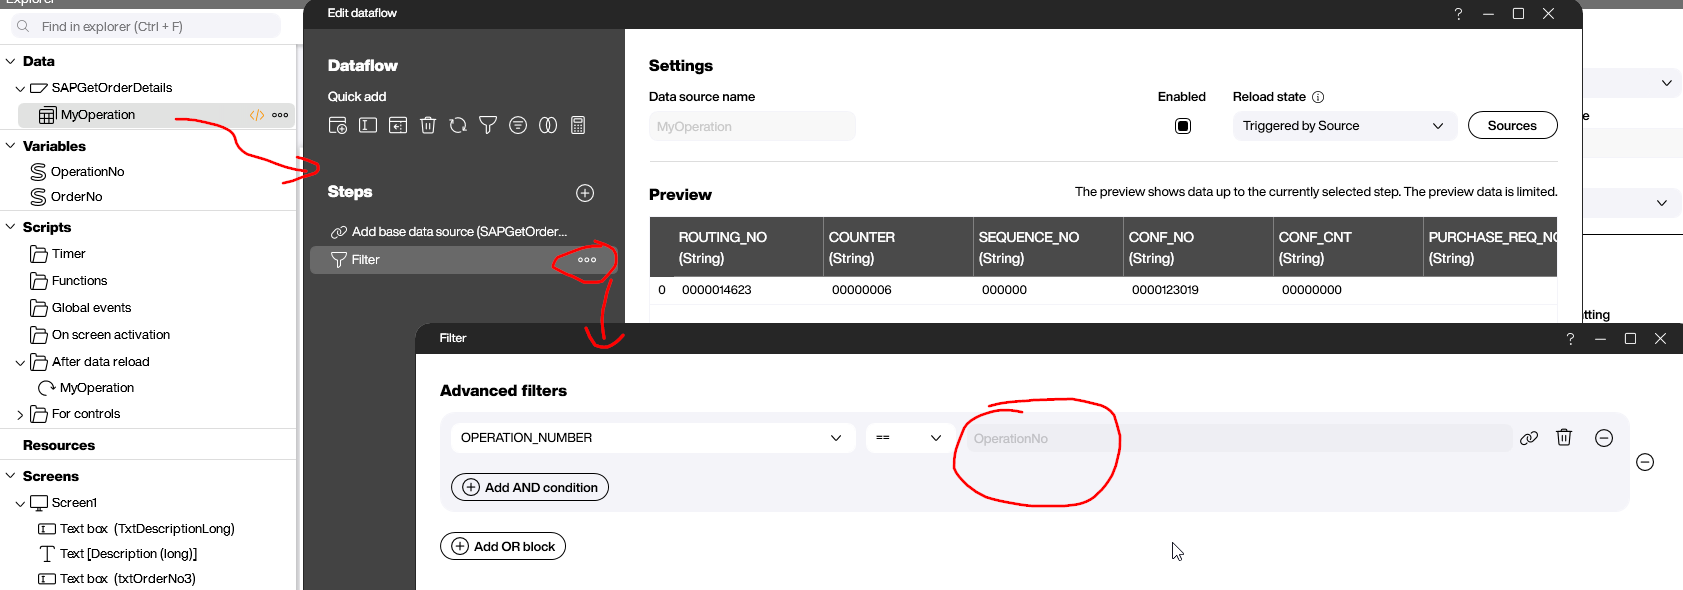 Explorer
Find in explorer (Ctrl + F)
Data
SAPGetOrderDetails
MyOperation
Variables
OperationNo
OrderNo
Scripts
Timer
Functions
Global events
On screen activation
After data reload
MyOperation
For controls
Resources
Screens
Screen1
Text box (TxtDescriptionLong)
Text [Description (long)]
Text box (txtOrderNo3)
Edit dataflow
Dataflow
Quick add
Steps
Add base data source (SAPGetOrder...
Filter
Settings
Data source name
Enabled
Reload state
MyOperation
Triggered by Source
Sources
Preview
The preview shows data up to the currently selected step. The preview data is limited.
ROUTING_NO COUNTER SEQUENCE_NO CONF_NO CONF_CNT PURCHASE_REQ_NO
(String) (String) (String) (String) (String) (String)
0 0000014623 00000006 000000 0000123019 00000000
e
tting
Filter
Advanced filters
OPERATION_NUMBER == OperationNo
Add AND condition
Add OR block